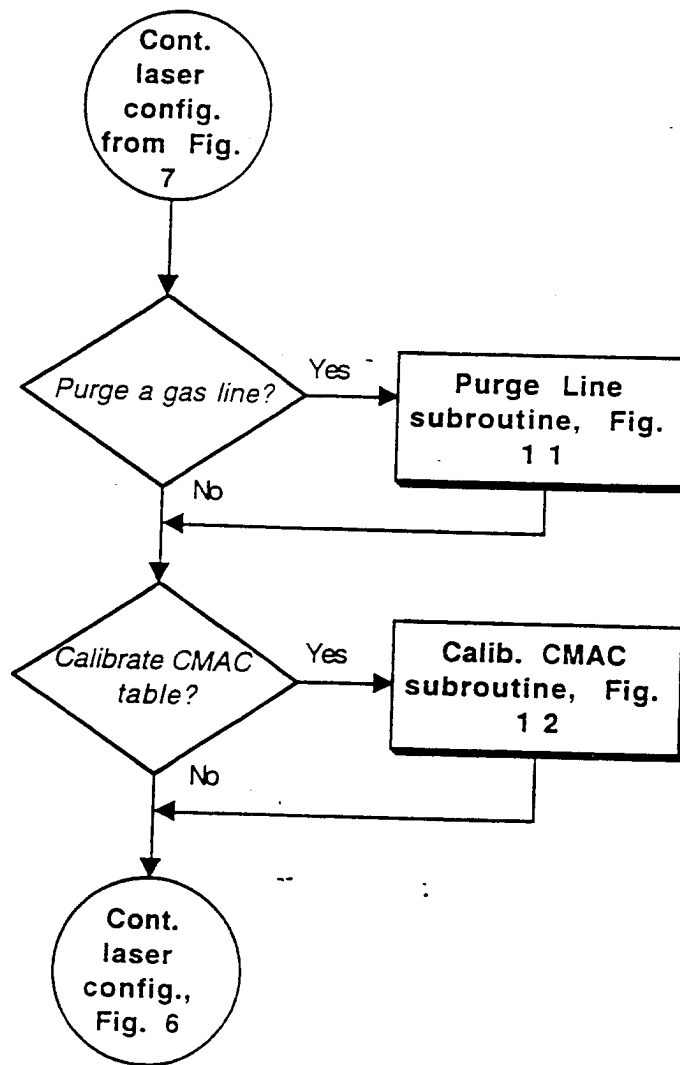 Cont.
laser
config.
from Fig.
7
Purge a gas line?
Yes
Purge Line
subroutine, Fig.
1 1
No
Calibrate CMAC
table?
Yes
Calib. CMAC
subroutine, Fig.
1 2
No
Cont.
laser
config.,
Fig. 6